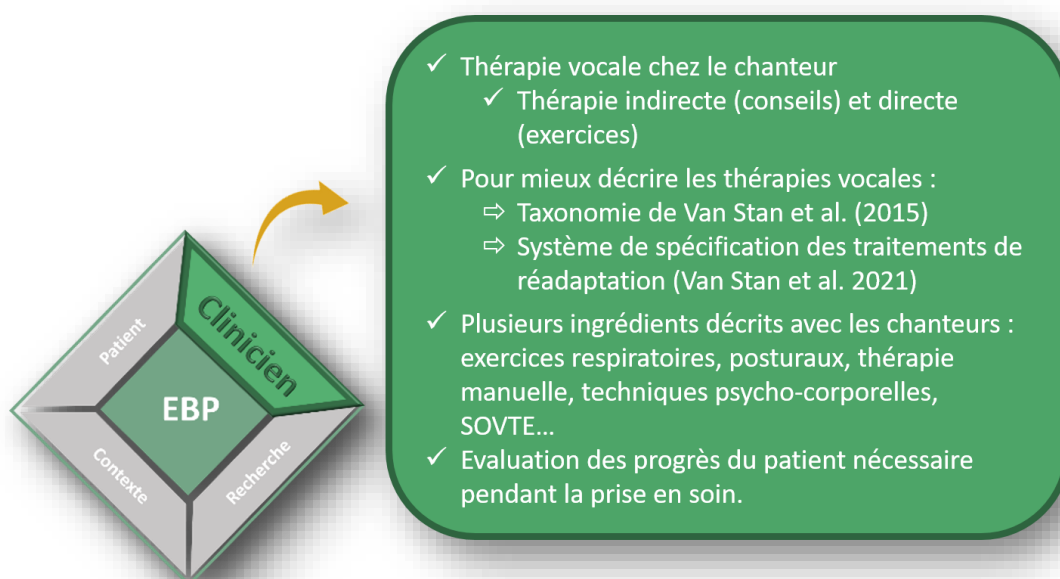 ✓ Thérapie vocale chez le chanteur
✓ Thérapie indirecte (conseils) et directe
(exercices)
✓ Pour mieux décrire les thérapies vocales :
⇨ Taxonomie de Van Stan et al. (2015)
⇨ Système de spécification des traitements de
réadaptation (Van Stan et al. 2021)
✓ Plusieurs ingrédients décrits avec les chanteurs :
exercices respiratoires, posturaux, thérapie
manuelle, techniques psycho-corporelles,
SOVTE...
✓ Evaluation des progrès du patient nécessaire
pendant la prise en soin.
Patient
Clinicien
EBP
Contexte
Recherche